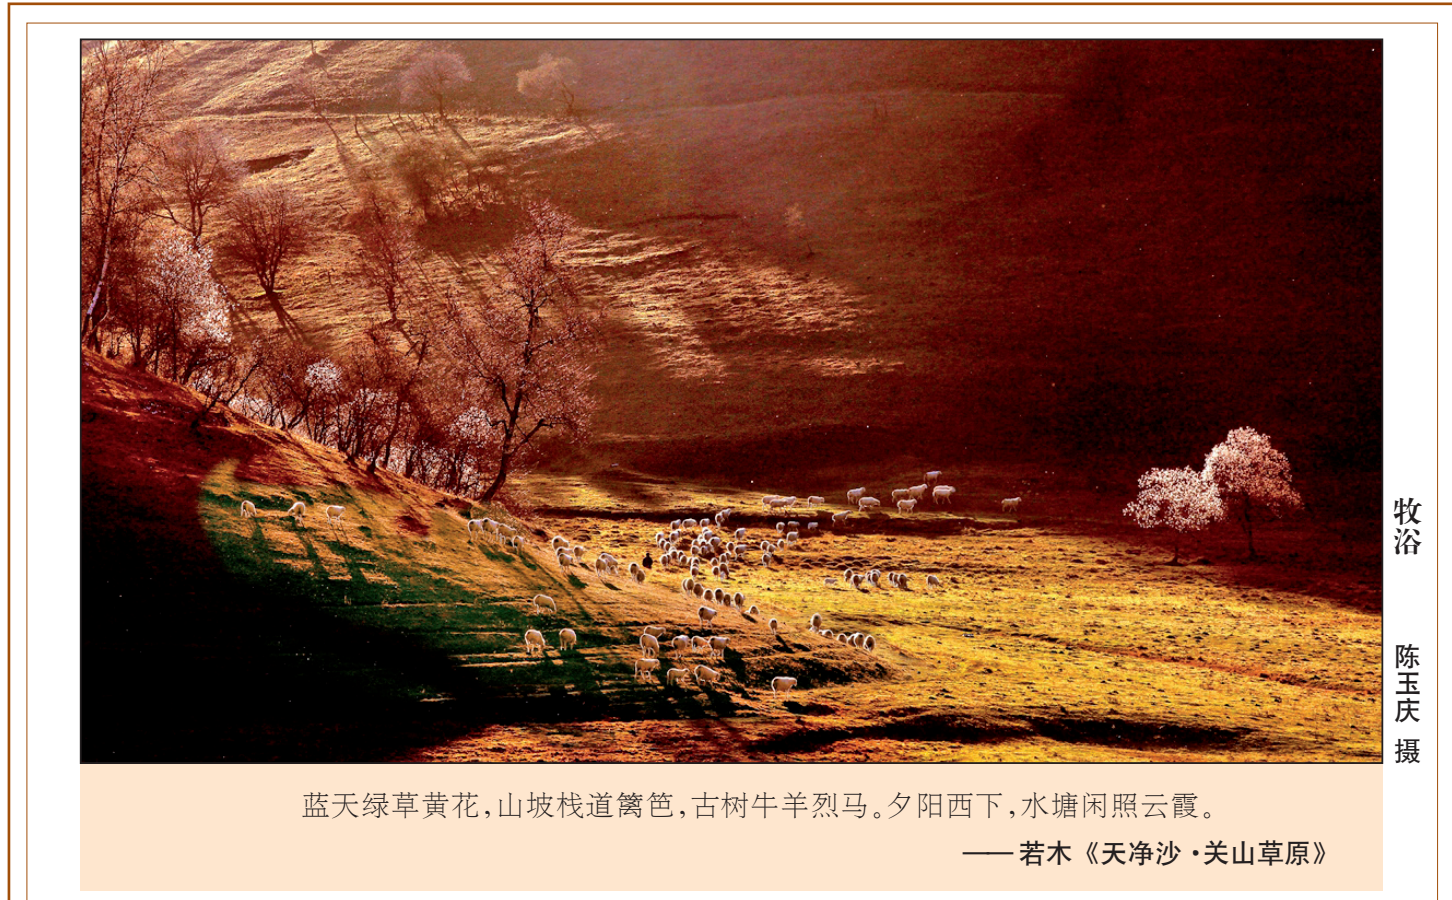 牧浴
陈玉庆 摄
蓝天绿草黄花，山坡栈道篱笆，古树牛羊烈马。夕阳西下，水塘闲照云霞。
——若木《天净沙·关山草原》